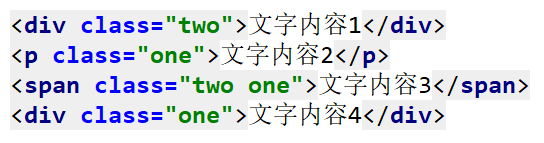 <div class="two">文字内容1</div>
<p class="one">文字内容2</p>
<span class="two one">文字内容3</span>
<div class="one">文字内容4</div>